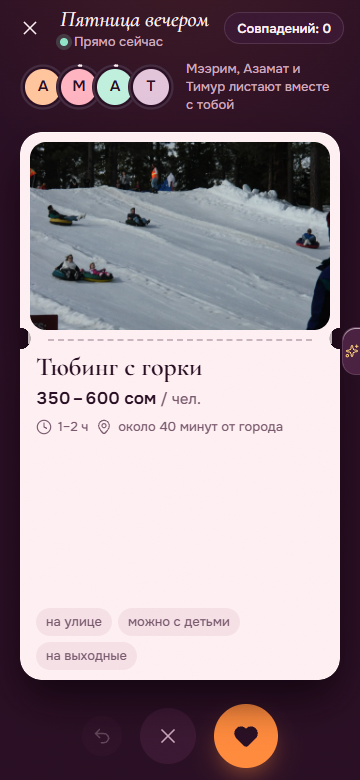 Пятница вечером
Прямо сейчас
Совпадений: 0
А М А Т
Мээрим, Азамат и
Тимур листают вместе
с тобой
Тюбинг с горки
350–600 сом / чел.
1–2 ч около 40 минут от города
на улице можно с детьми
на выходные